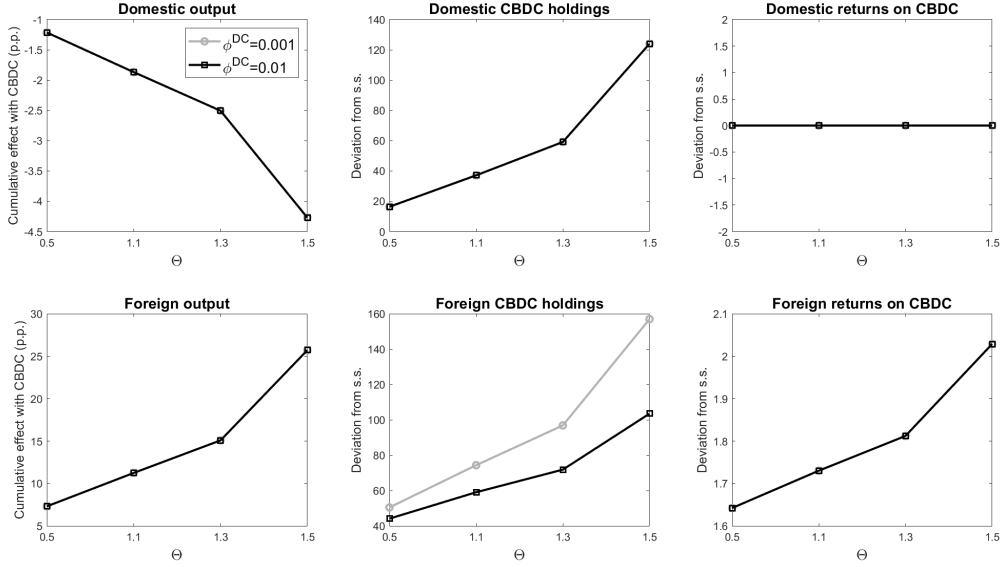 Domestic output
Cumulative effect with CBDC (p.p.)
-1
-1.5
-2
-2.5
-3
-3.5
-4
-4.5
0.5 1.1 1.3 1.5
Θ
ϕ^DC=0.001
ϕ^DC=0.01
Domestic CBDC holdings
Deviation from s.s.
140
120
100
80
60
40
20
0
0.5 1.1 1.3 1.5
Θ
Domestic returns on CBDC
Deviation from s.s.
2
1.5
1
0.5
0
-0.5
-1
-1.5
-2
0.5 1.1 1.3 1.5
Θ
Foreign output
Cumulative effect with CBDC (p.p.)
30
25
20
15
10
5
0.5 1.1 1.3 1.5
Θ
Foreign CBDC holdings
Deviation from s.s.
160
140
120
100
80
60
40
0.5 1.1 1.3 1.5
Θ
Foreign returns on CBDC
Deviation from s.s.
2.1
2
1.9
1.8
1.7
1.6
0.5 1.1 1.3 1.5
Θ